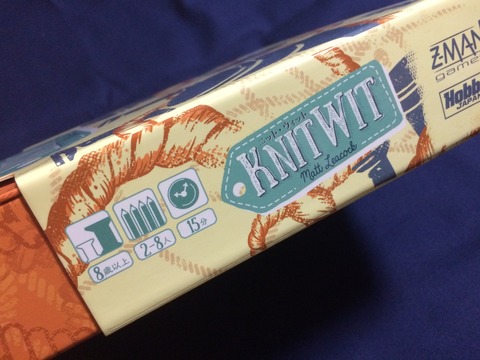 ニット・ウィット
KNITWIT
Matt Leacock
8歳以上
2-8人
15分
Z-MAN
games
Hobby
JAPAN